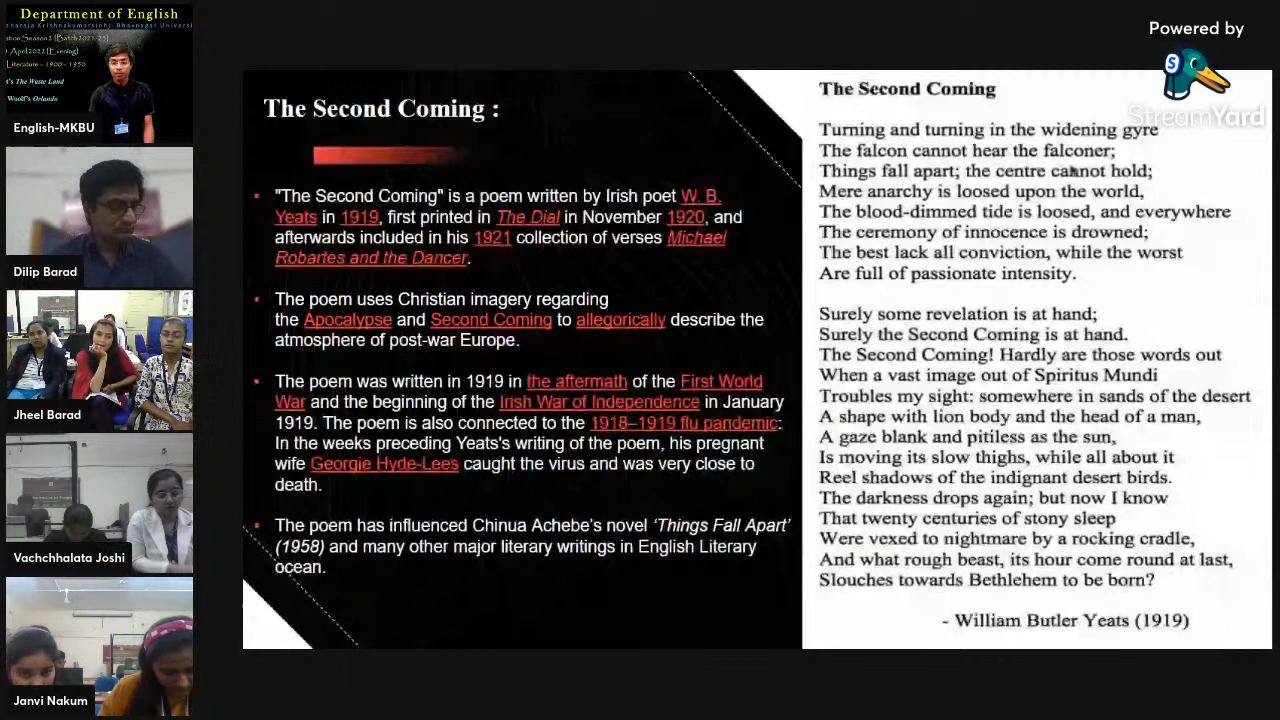 Department of English
Bhavnagar Universi
Season 2 [Batch
April 2022 (Evening)
Literature – 1900 – 1950
The Waste Land
Woolf's Orlando
English-MKBU
Dilip Barad
Jheel Barad
Vachchhalata Joshi
Janvi Nakum
The Second Coming :
"The Second Coming" is a poem written by Irish poet W. B.
Yeats in 1919, first printed in The Dial in November 1920, and
afterwards included in his 1921 collection of verses Michael
Robartes and the Dancer.
The poem uses Christian imagery regarding
the Apocalypse and Second Coming to allegorically describe the
atmosphere of post-war Europe.
The poem was written in 1919 in the aftermath of the First World
War and the beginning of the Irish War of Independence in January
1919. The poem is also connected to the 1918–1919 flu pandemic:
In the weeks preceding Yeats's writing of the poem, his pregnant
wife Georgie Hyde-Lees caught the virus and was very close to
death.
The poem has influenced Chinua Achebe's novel 'Things Fall Apart'
(1958) and many other major literary writings in English Literary
ocean.
Powered by
S
StreamYard
The Second Coming
Turning and turning in the widening gyre
The falcon cannot hear the falconer;
Things fall apart; the centre cannot hold;
Mere anarchy is loosed upon the world,
The blood-dimmed tide is loosed, and everywhere
The ceremony of innocence is drowned;
The best lack all conviction, while the worst
Are full of passionate intensity.
Surely some revelation is at hand;
Surely the Second Coming is at hand.
The Second Coming! Hardly are those words out
When a vast image out of Spiritus Mundi
Troubles my sight: somewhere in sands of the desert
A shape with lion body and the head of a man,
A gaze blank and pitiless as the sun,
Is moving its slow thighs, while all about it
Reel shadows of the indignant desert birds.
The darkness drops again; but now I know
That twenty centuries of stony sleep
Were vexed to nightmare by a rocking cradle,
And what rough beast, its hour come round at last,
Slouches towards Bethlehem to be born?
- William Butler Yeats (1919)